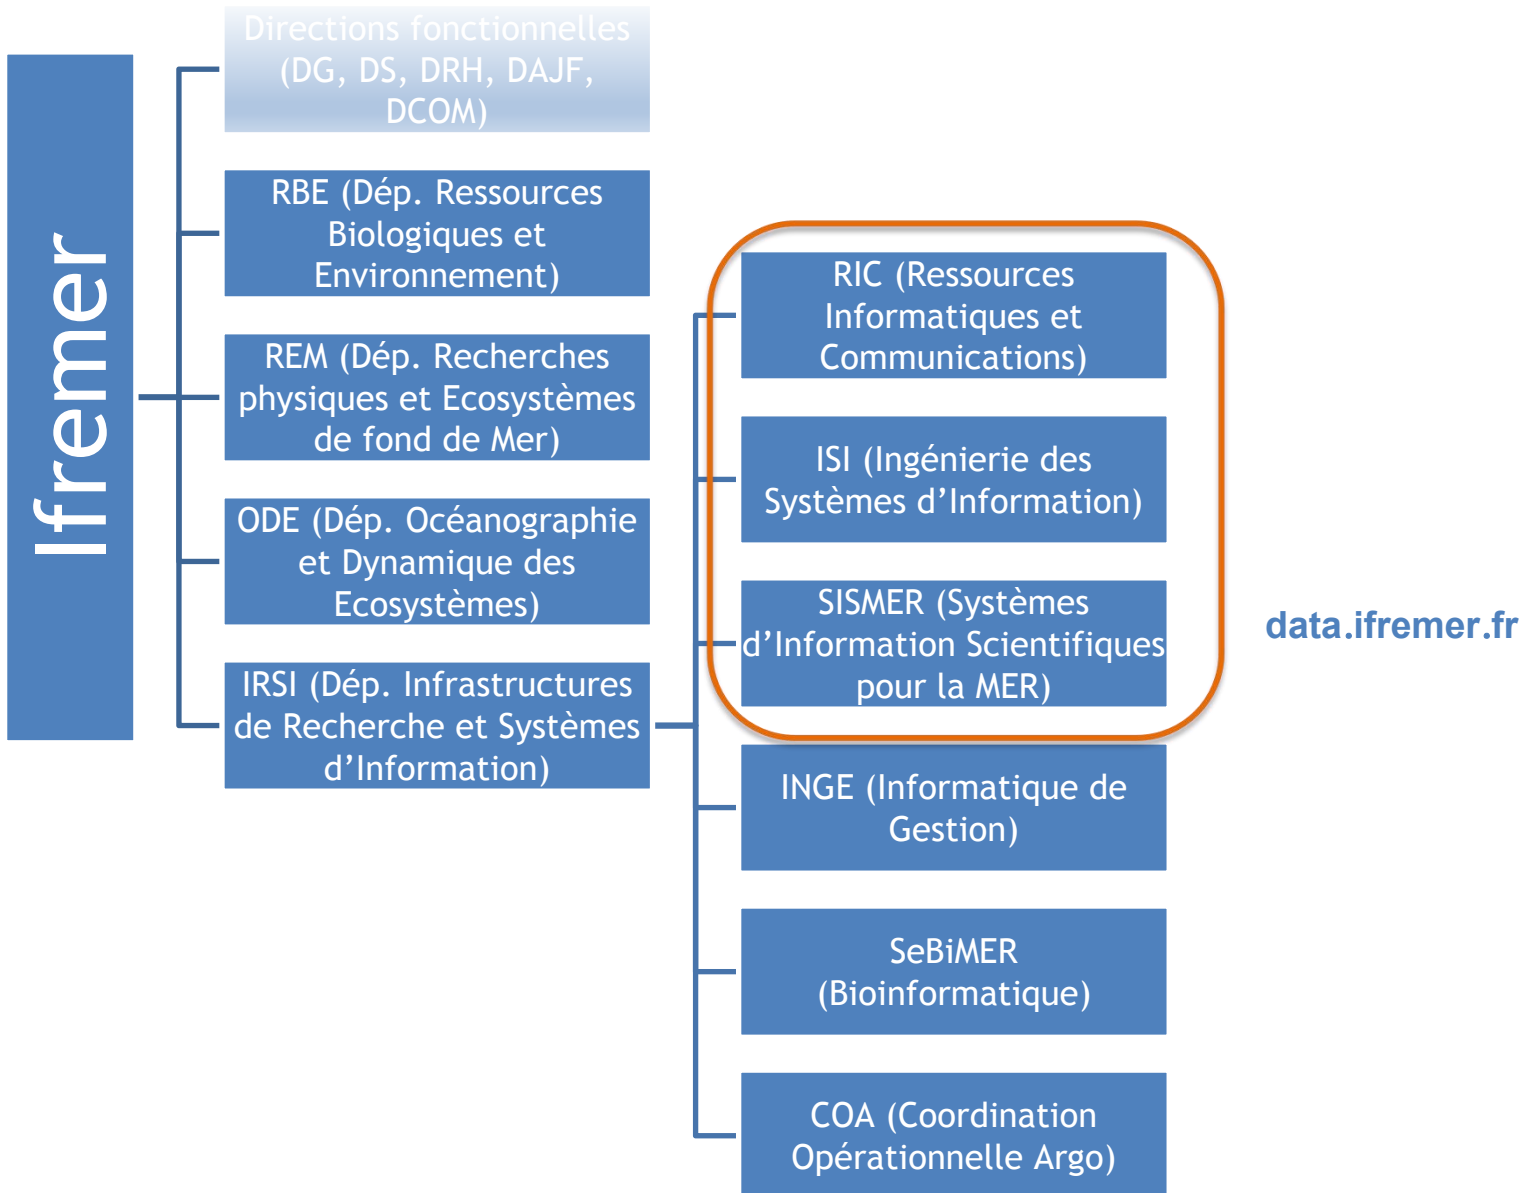 Ifremer
Directions fonctionnelles
(DG, DS, DRH, DAJF,
DCOM)
RBE (Dép. Ressources
Biologiques et
Environnement)
REM (Dép. Recherches
physiques et Ecosystèmes
de fond de Mer)
ODE (Dép. Océanographie
et Dynamique des
Ecosystèmes)
IRSI (Dép. Infrastructures
de Recherche et Systèmes
d’Information)
RIC (Ressources
Informatiques et
Communications)
ISI (Ingénierie des
Systèmes d’Information)
SISMER (Systèmes
d’Information Scientifiques
pour la MER)
INGE (Informatique de
Gestion)
SeBiMER
(Bioinformatique)
COA (Coordination
Opérationnelle Argo)
data.ifremer.fr